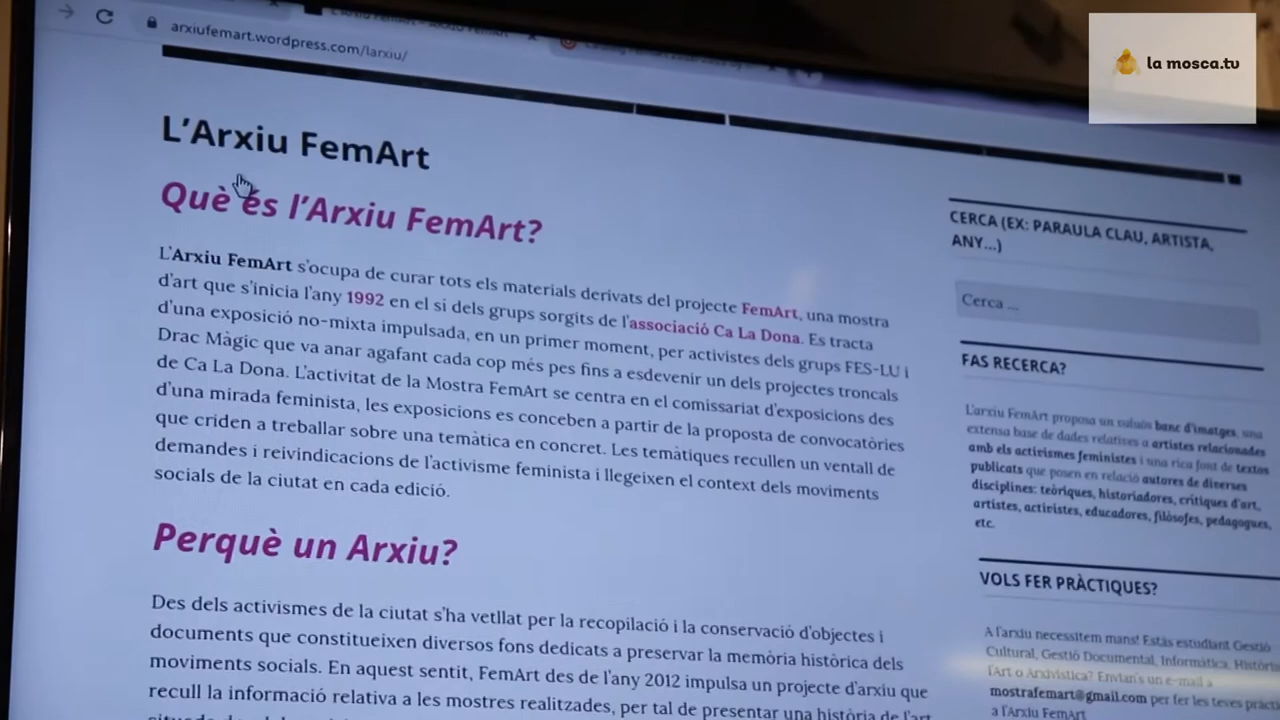 arxiufemart.wordpress.com/larxiu/
la mosca.tv
L'Arxiu FemArt
Què és l'Arxiu FemArt?
L'Arxiu FemArt s'ocupa de curar tots els materials derivats del projecte FemArt, una mostra
d'art que s'inicia l'any 1992 en el si dels grups sorgits de l'associació Ca La Dona. Es tracta
d'una exposició no-mixta impulsada, en un primer moment, per activistes dels grups FES-LU i
Drac Màgic que va anar agafant cada cop més pes fins a esdevenir un dels projectes troncals
de Ca La Dona. L'activitat de la Mostra FemArt se centra en el comissariat d'exposicions des
d'una mirada feminista, les exposicions es conceben a partir de la proposta de convocatòries
que criden a treballar sobre una temàtica en concret. Les temàtiques recullen un ventall de
demandes i reivindicacions de l'activisme feminista i llegeixen el context dels moviments
socials de la ciutat en cada edició.
Perquè un Arxiu?
Des dels activismes de la ciutat s'ha vetllat per la recopilació i la conservació d'objectes i
documents que constitueixen diversos fons dedicats a preservar la memòria històrica dels
moviments socials. En aquest sentit, FemArt des de l'any 2012 impulsa un projecte d'arxiu que
recull la informació relativa a les mostres realitzades, per tal de presentar una història de l'art
CERCA (EX: PARAULA CLAU, ARTISTA,
ANY...)
Cerca ...
FAS RECERCA?
L'arxiu FemArt proposa un valuós banc d'imatges, una
extensa base de dades relatives a artistes relacionades
amb els activismes feministes i una rica font de textos
publicats que posen en relació autores de diverses
disciplines: teòriques, historiadores, crítiques d'art,
artistes, activistes, educadores, filòsofes, pedagogues,
etc.
VOLS FER PRÀCTIQUES?
A l'arxiu necessitem mans! Estàs estudiant Gestió
Cultural, Gestió Documental, Informàtica, Història
l'Art o Arxivística? Envian's un e-mail a
mostrafemart@gmail.com per fer les teves
a l'Arxiu FemArt